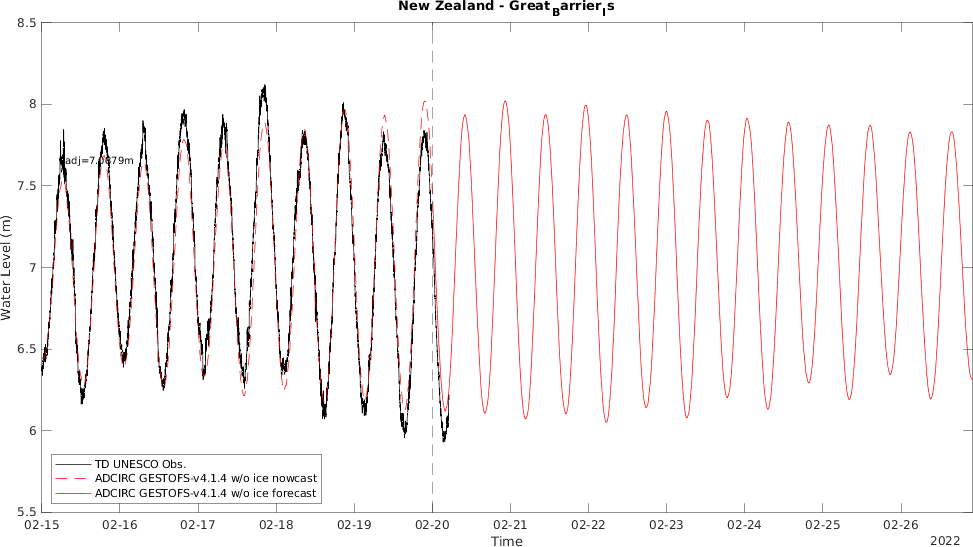 New Zealand - GreatBarrierIs
8.5
8
7.5
7
6.5
6
5.5
Water Level (m)
adj=7.0879m
TD UNESCO Obs.
ADCIRC GESTOFS-v4.1.4 w/o ice nowcast
ADCIRC GESTOFS-v4.1.4 w/o ice forecast
02-15 02-16 02-17 02-18 02-19 02-20 02-21 02-22 02-23 02-24 02-25 02-26
Time
2022